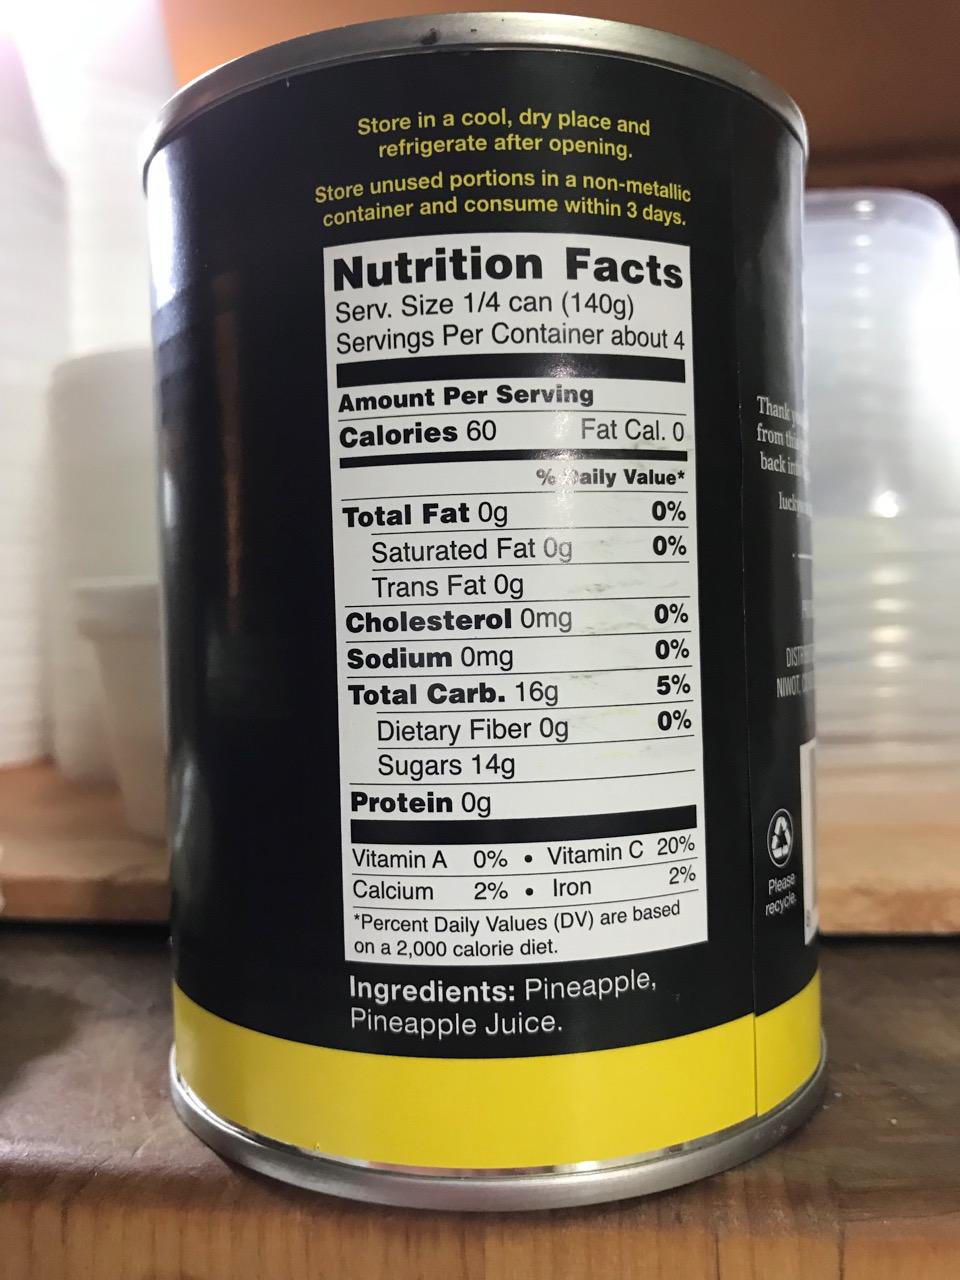 Store in a cool, dry place and
refrigerate after opening.
Store unused portions in a non-metallic
container and consume within 3 days.
Nutrition Facts
Serv. Size 1/4 can (140g)
Servings Per Container about 4
Amount Per Serving
Calories 60 Fat Cal. 0
% Daily Value*
Total Fat 0g 0%
Saturated Fat 0g 0%
Trans Fat 0g
Cholesterol 0mg 0%
Sodium 0mg 0%
Total Carb. 16g 5%
Dietary Fiber 0g 0%
Sugars 14g
Protein 0g
Vitamin A 0% • Vitamin C 20%
Calcium 2% • Iron 2%
*Percent Daily Values (DV) are based
on a 2,000 calorie diet.
Ingredients: Pineapple,
Pineapple Juice.
Thank
from
back
NIWOT,
Please
recycle.